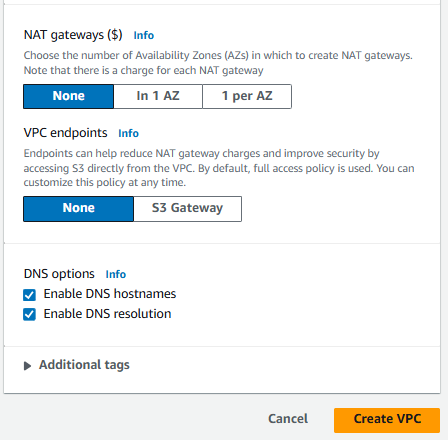 NAT gateways ($) Info
Choose the number of Availability Zones (AZs) in which to create NAT gateways.
Note that there is a charge for each NAT gateway
None In 1 AZ 1 per AZ
VPC endpoints Info
Endpoints can help reduce NAT gateway charges and improve security by
accessing S3 directly from the VPC. By default, full access policy is used. You can
customize this policy at any time.
None S3 Gateway
DNS options Info
Enable DNS hostnames
Enable DNS resolution
Additional tags
Cancel Create VPC